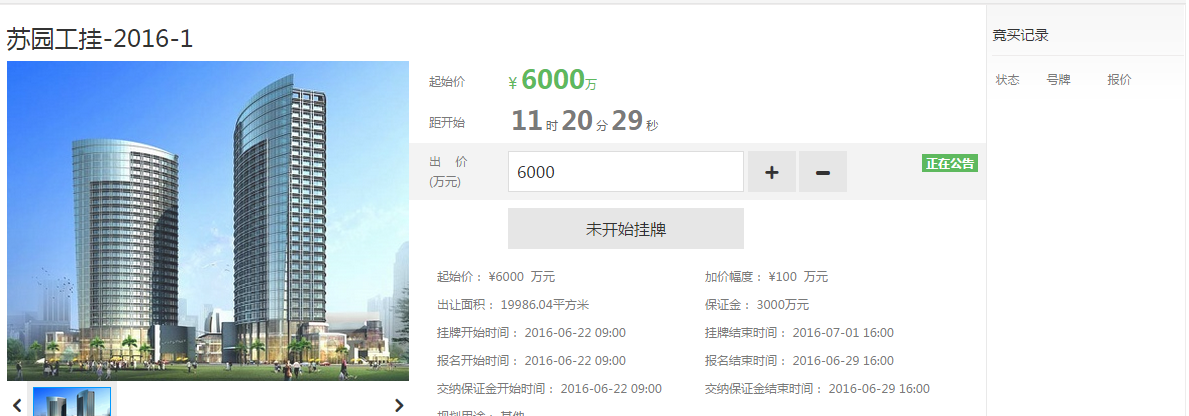 苏园工挂-2016-1
起始价 ¥6000万
距开始 11时20分29秒
出 价
(万元)
6000
正在公告
未开始挂牌
起始价： ¥6000 万元 加价幅度： ¥100 万元
出让面积： 19986.04平方米 保证金： 3000万元
挂牌开始时间： 2016-06-22 09:00 挂牌结束时间： 2016-07-01 16:00
报名开始时间： 2016-06-22 09:00 报名结束时间： 2016-06-29 16:00
交纳保证金开始时间： 2016-06-22 09:00 交纳保证金结束时间： 2016-06-29 16:00
规划用途： 其他
竞买记录
状态 号牌 报价